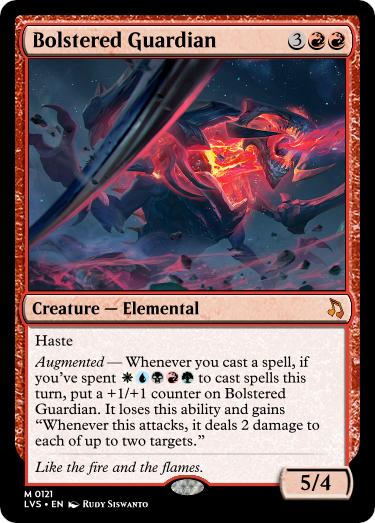 Bolstered Guardian 3
Creature — Elemental
Haste
Augmented — Whenever you cast a spell, if
you've spent to cast spells this
turn, put a +1/+1 counter on Bolstered
Guardian. It loses this ability and gains
"Whenever this attacks, it deals 2 damage to
each of up to two targets."
Like the fire and the flames.
5/4
M 0121
LVS • EN Rudy Siswanto